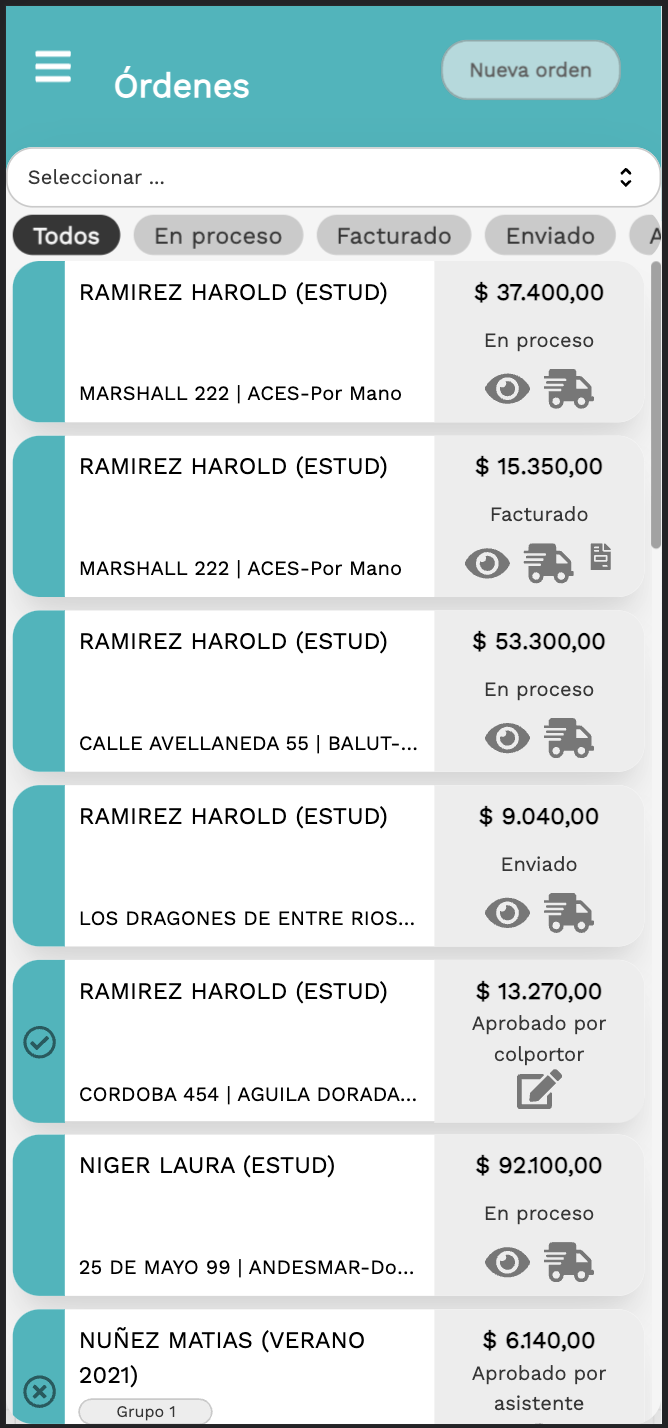 Órdenes
Nueva orden
Seleccionar ...
Todos
En proceso
Facturado
Enviado
A
RAMIREZ HAROLD (ESTUD)
$ 37.400,00
En proceso
MARSHALL 222 | ACES-Por Mano
RAMIREZ HAROLD (ESTUD)
$ 15.350,00
Facturado
MARSHALL 222 | ACES-Por Mano
RAMIREZ HAROLD (ESTUD)
$ 53.300,00
En proceso
CALLE AVELLANEDA 55 | BALUT-...
RAMIREZ HAROLD (ESTUD)
$ 9.040,00
Enviado
LOS DRAGONES DE ENTRE RIOS...
RAMIREZ HAROLD (ESTUD)
$ 13.270,00
Aprobado por
colportor
CORDOBA 454 | AGUILA DORADA...
NIGER LAURA (ESTUD)
$ 92.100,00
En proceso
25 DE MAYO 99 | ANDESMAR-Do...
NUÑEZ MATIAS (VERANO
2021)
$ 6.140,00
Aprobado por
asistente
Grupo 1